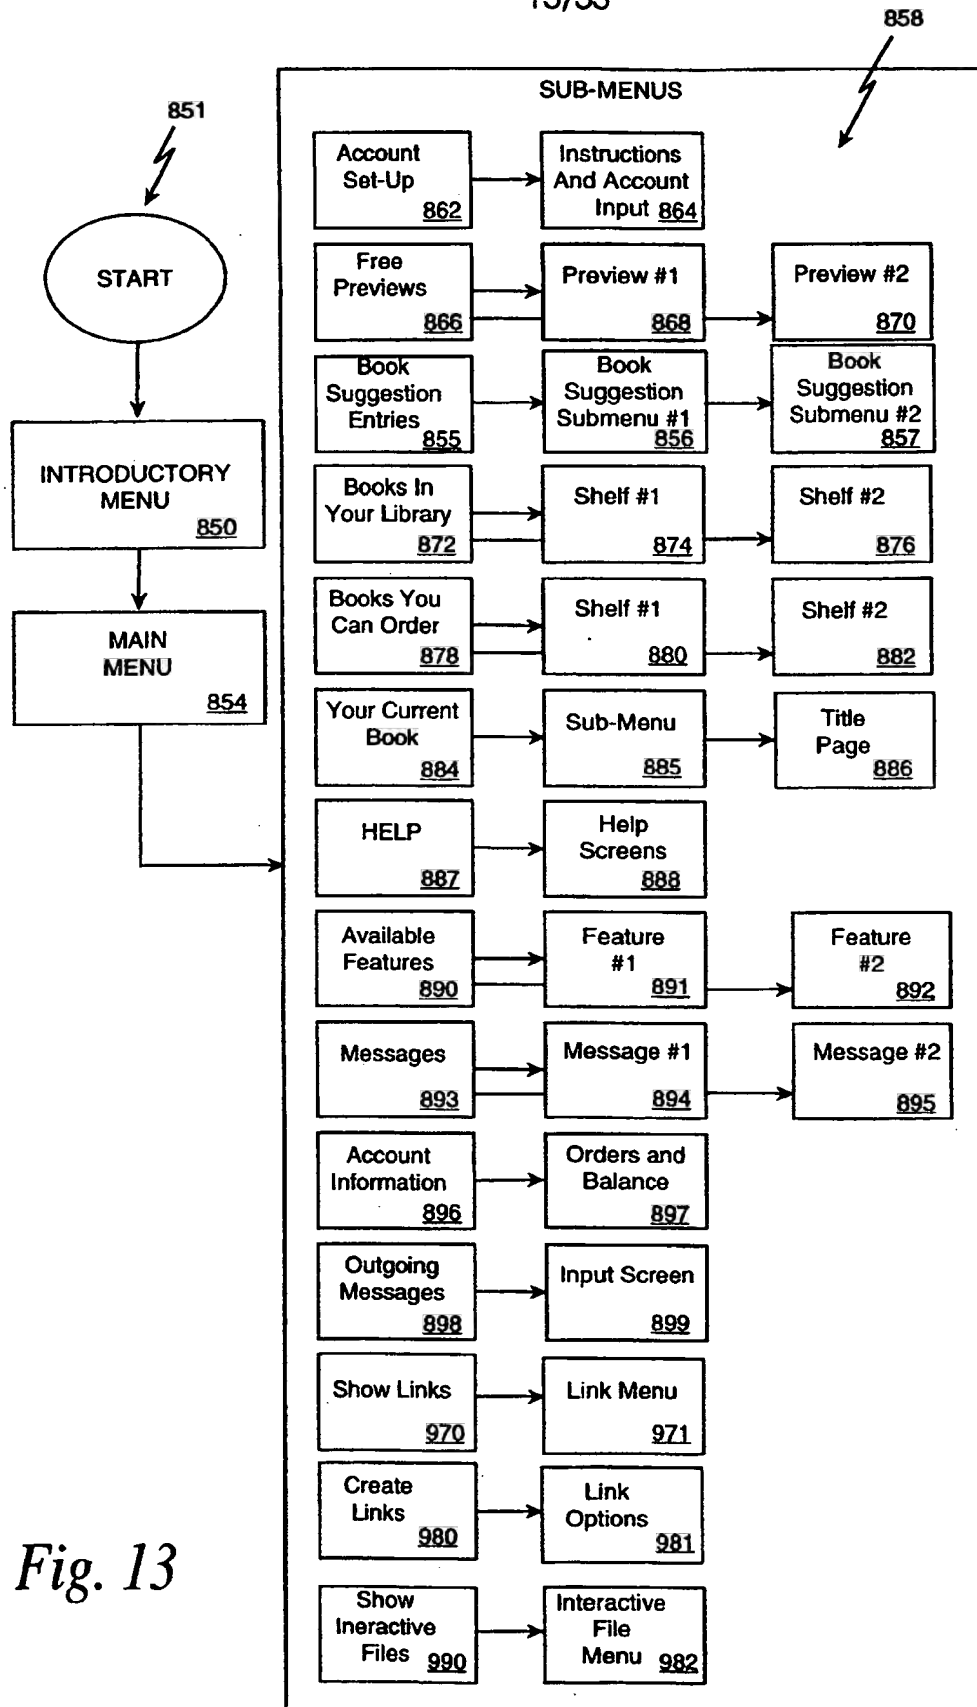 858
SUB-MENUS
851
START
INTRODUCTORY
MENU
850
MAIN
MENU
854
Account
Set-Up
862
Instructions
And Account
Input 864
Free
Previews
866
Preview #1
868
Preview #2
870
Book
Suggestion
Entries
855
Book
Suggestion
Submenu #1
856
Book
Suggestion
Submenu #2
857
Books In
Your Library
872
Shelf #1
874
Shelf #2
876
Books You
Can Order
878
Shelf #1
880
Shelf #2
882
Your Current
Book
884
Sub-Menu
885
Title
Page
886
HELP
887
Help
Screens
888
Available
Features
890
Feature
#1
891
Feature
#2
892
Messages
893
Message #1
894
Message #2
895
Account
Information
896
Orders and
Balance
897
Outgoing
Messages
898
Input Screen
899
Show Links
970
Link Menu
971
Create
Links
980
Link
Options
981
Show
Ineractive
Files 990
Interactive
File
Menu 982
Fig. 13